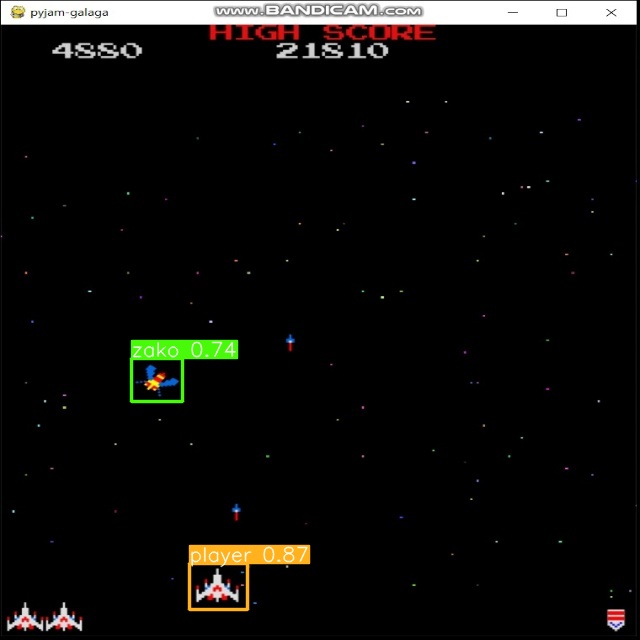 pyjam-galaga
www.BANDICAM.com
HIGH SCORE
4880 21810
zako 0.74
player 0.87